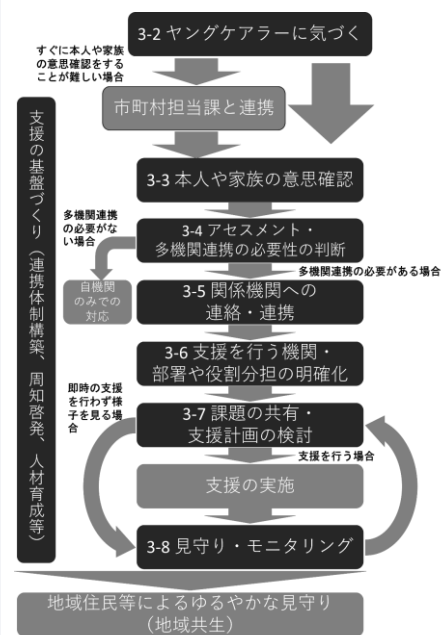 3-2 ヤングケアラーに気づく
すぐに本人や家族
の意思確認をする
ことが難しい場合
市町村担当課と連携
支援の基盤づくり（連携体制構築、周知啓発、人材育成等）
3-3 本人や家族の意思確認
多機関連携
の必要がな
い場合
3-4 アセスメント・
多機関連携の必要性の判断
多機関連携の必要がある場合
自機関
のみでの
対応
3-5 関係機関への
連絡・連携
3-6 支援を行う機関・
部署や役割分担の明確化
即時の支援
を行わず様
子を見る場
合
3-7 課題の共有・
支援計画の検討
支援を行う場合
支援の実施
3-8 見守り・モニタリング
地域住民等によるゆるやかな見守り
（地域共生）